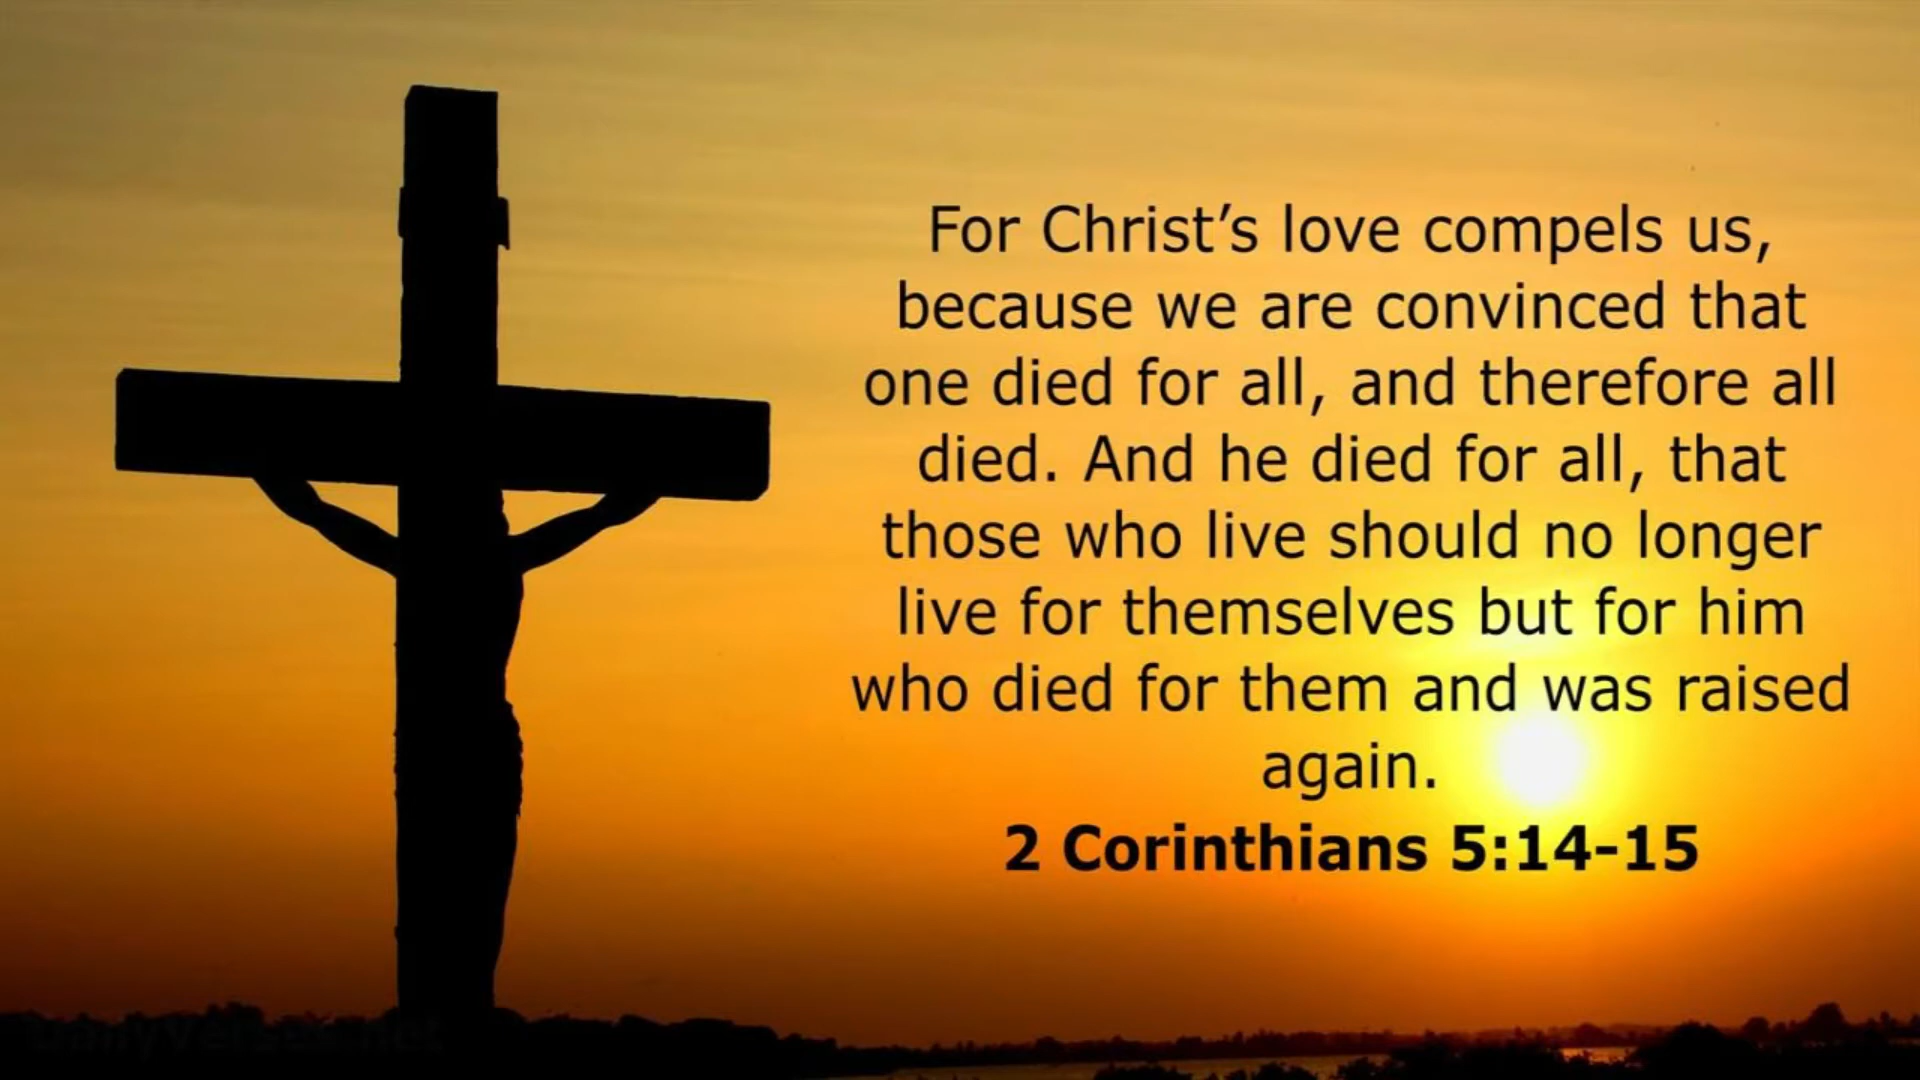 For Christ’s love compels us,
because we are convinced that
one died for all, and therefore all
died. And he died for all, that
those who live should no longer
live for themselves but for him
who died for them and was raised
again.
2 Corinthians 5:14-15
DailyVerses.net